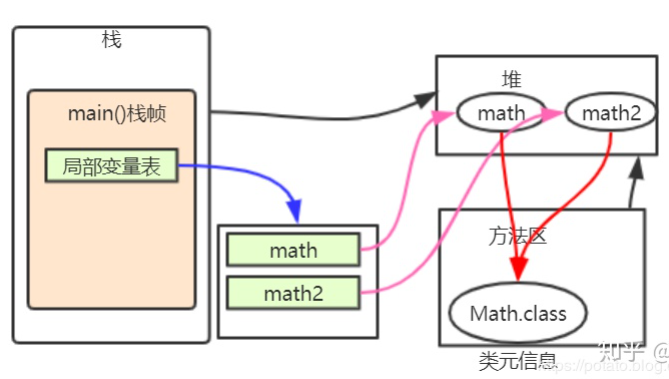 栈
main()栈帧
局部变量表
math
math2
堆
math
math2
方法区
Math.class
类元信息
知乎 @
https://potato.blog.